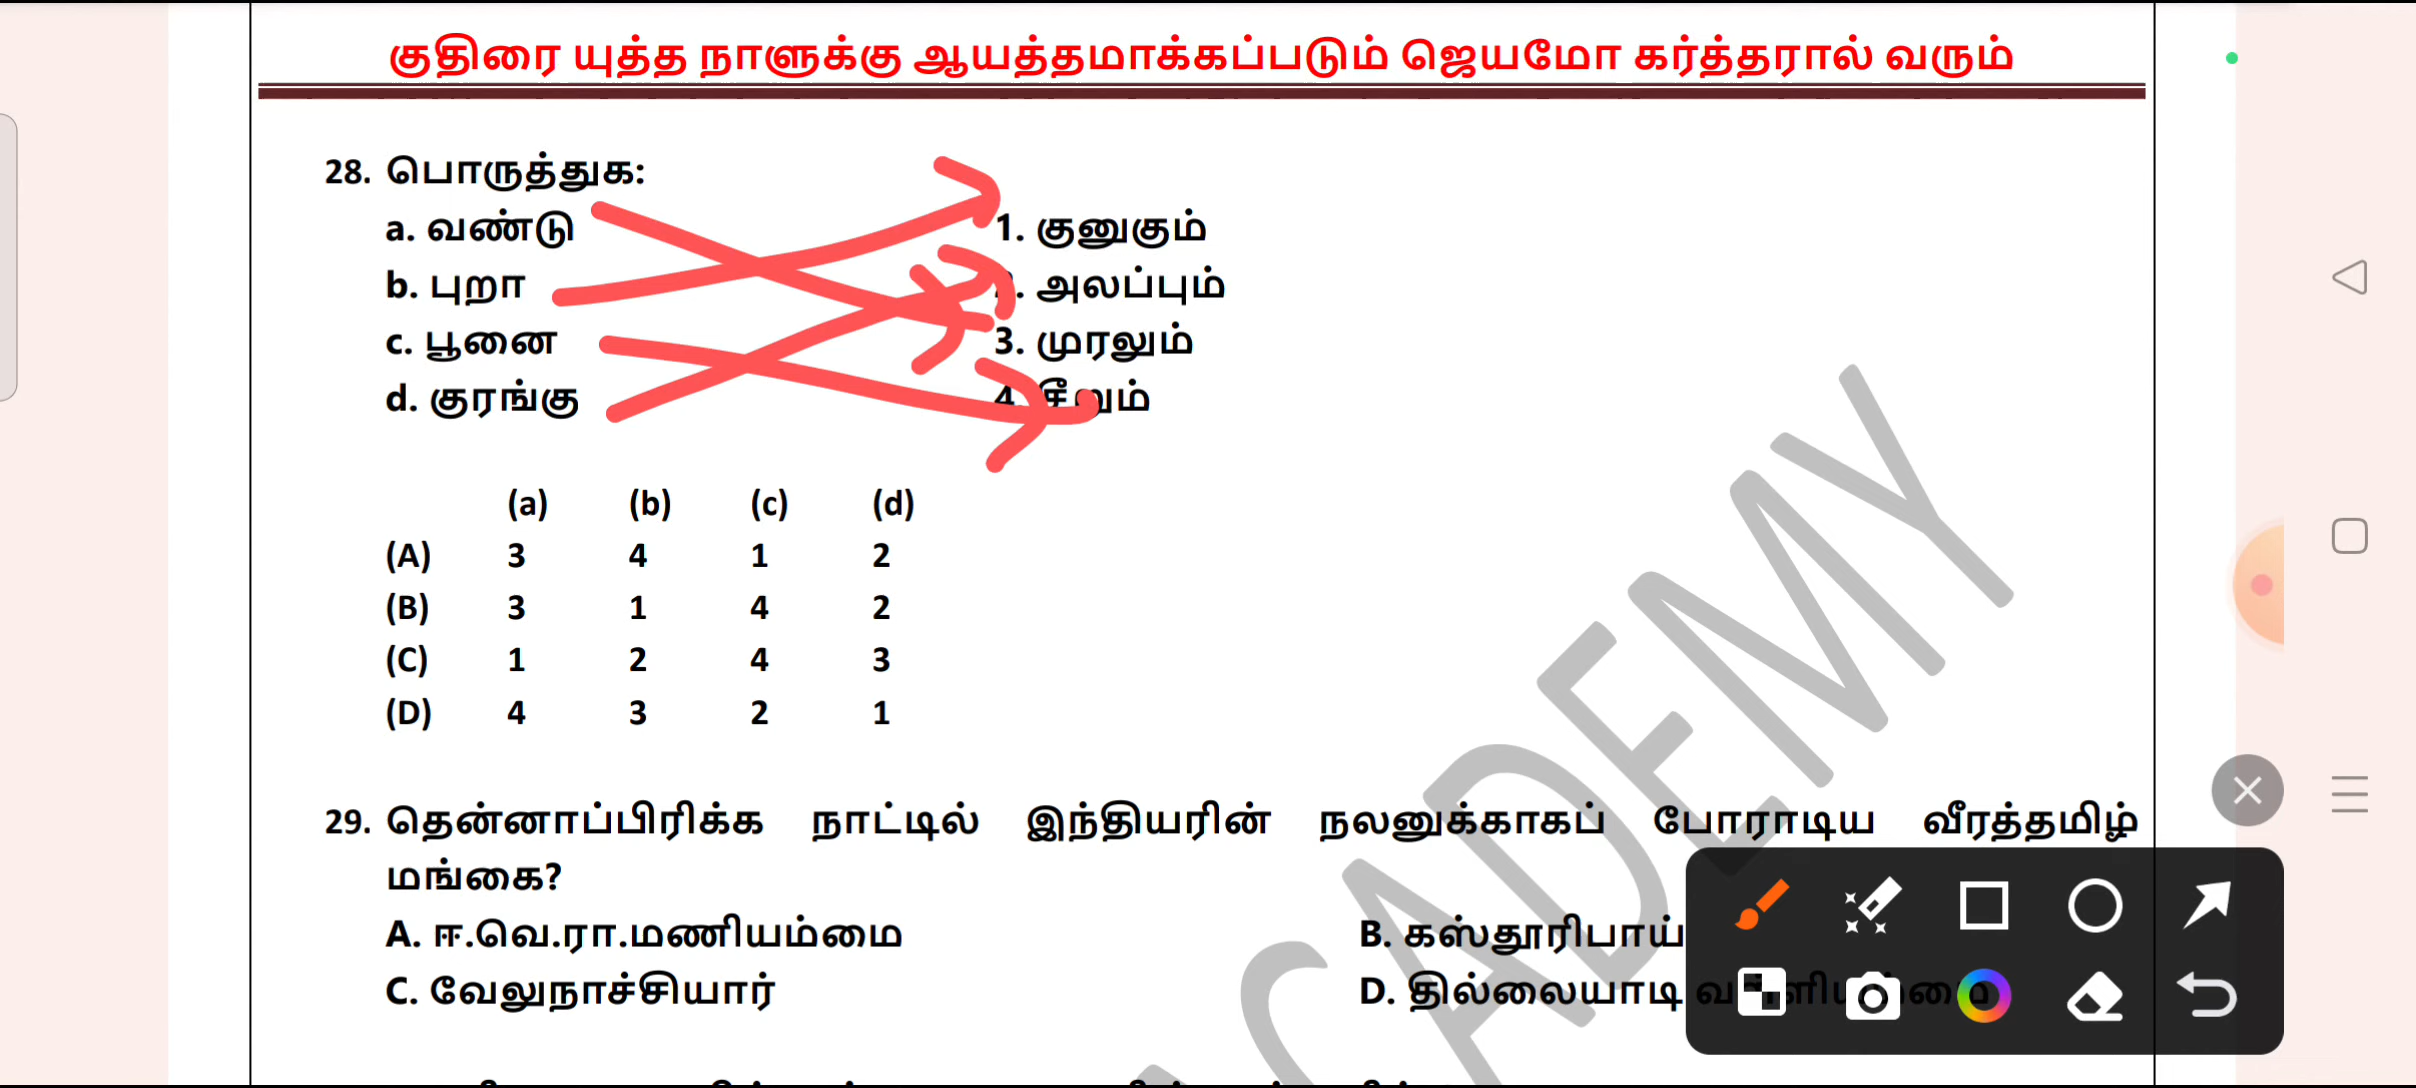 குதிரை யுத்த நாளுக்கு ஆயத்தமாக்கப்படும் ஜெயமோ கர்த்தரால் வரும்
28. பொருத்துக:
a. வண்டு 1. குனுகும்
b. புறா . அலப்பும்
c. பூனை 3. முரலும்
d. குரங்கு 4. சீறும்
(a) (b) (c) (d)
(A) 3 4 1 2
(B) 3 1 4 2
(C) 1 2 4 3
(D) 4 3 2 1
29. தென்னாப்பிரிக்க நாட்டில் இந்தியரின் நலனுக்காகப் போராடிய வீரத்தமிழ்
மங்கை?
A. ஈ.வெ.ரா.மணியம்மை B. கஸ்தூரிபாய்
C. வேலுநாச்சியார் D. தில்லையாடி
ACADEMY